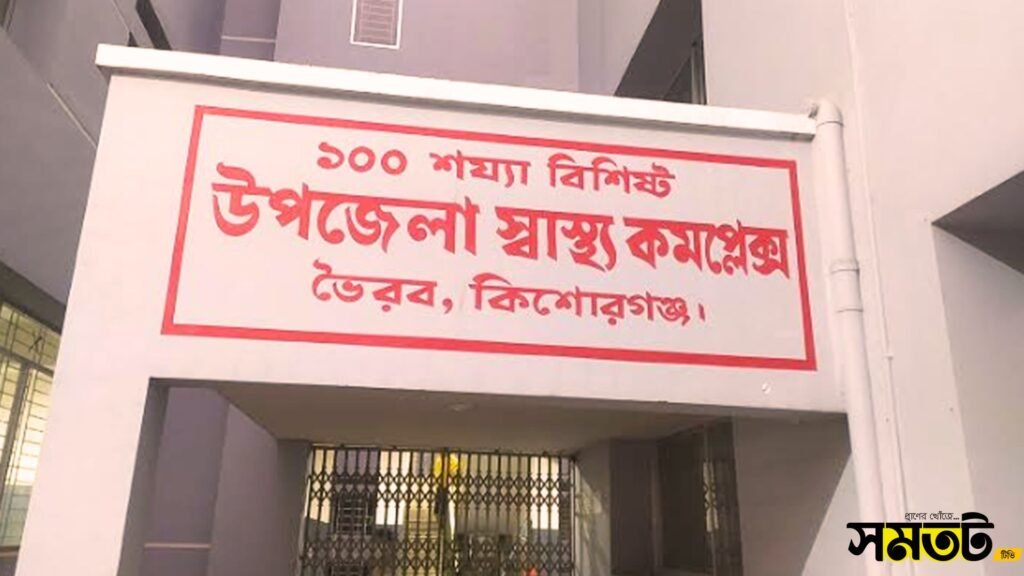 ১০০ শয্যা বিশিষ্ট
উপজেলা স্বাস্থ্য কমপ্লেক্স
ভৈরব, কিশোরগঞ্জ।
প্রাণের খোঁজে...
সমতট
টিভি